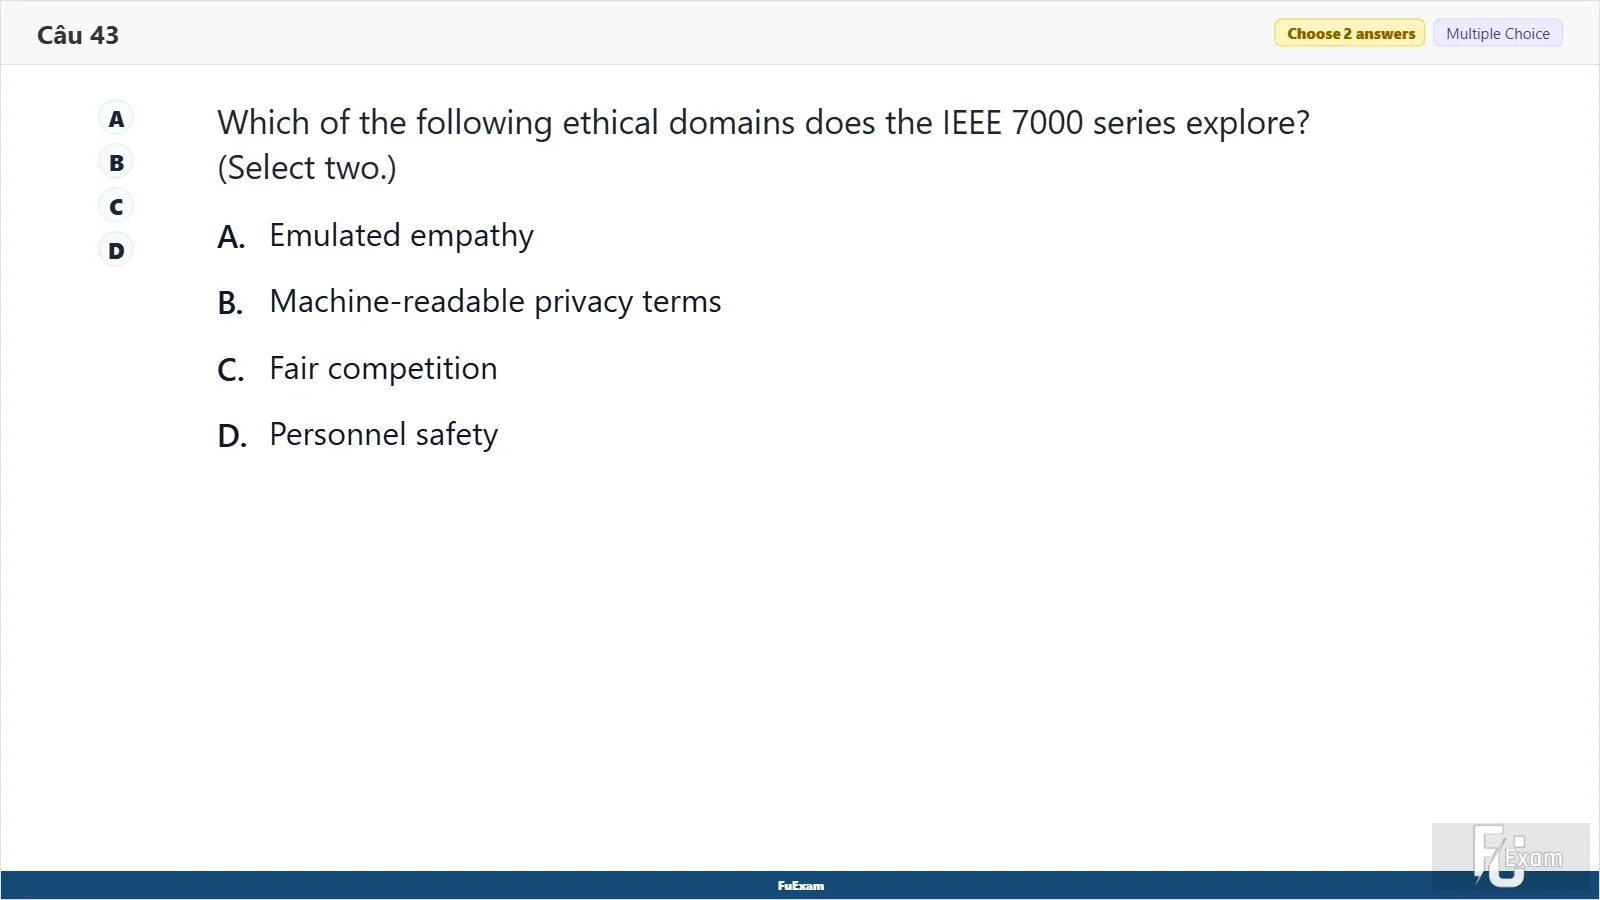 Câu 43
Choose 2 answers
Multiple Choice
A
B
C
D
Which of the following ethical domains does the IEEE 7000 series explore?
(Select two.)
A. Emulated empathy
B. Machine-readable privacy terms
C. Fair competition
D. Personnel safety
FuExam
FU Exam